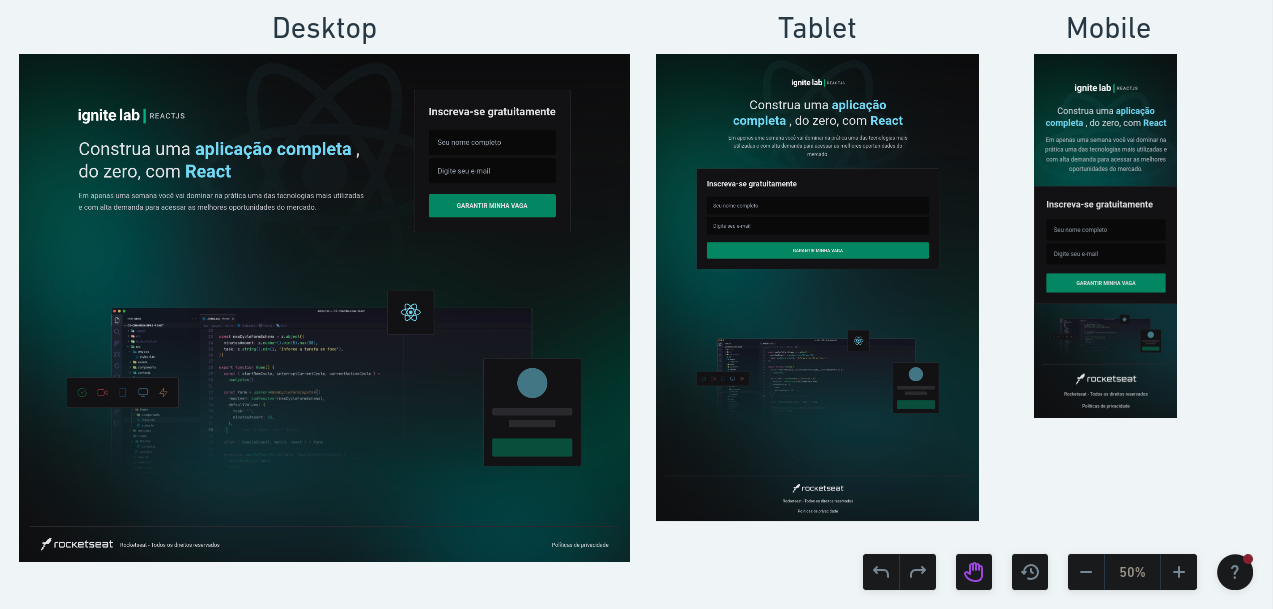 Desktop
ignite lab REACTJS
Construa uma aplicação completa ,
do zero, com React
Em apenas uma semana você vai dominar na prática uma das tecnologias mais utilizadas
e com alta demanda para acessar as melhores oportunidades do mercado.
Inscreva-se gratuitamente
Seu nome completo
Digite seu e-mail
GARANTIR MINHA VAGA
rocketseat
Rocketseat - Todos os direitos reservados
Políticas de privacidade
Tablet
ignite lab REACTJS
Construa uma aplicação
completa , do zero, com React
Em apenas uma semana você vai dominar na prática uma das tecnologias mais
utilizadas e com alta demanda para acessar as melhores oportunidades do
mercado.
Inscreva-se gratuitamente
Seu nome completo
Digite seu e-mail
GARANTIR MINHA VAGA
rocketseat
Rocketseat - Todos os direitos reservados
Políticas de privacidade
Mobile
ignite lab REACTJS
Construa uma aplicação
completa , do zero, com React
Em apenas uma semana você vai dominar na
prática uma das tecnologias mais utilizadas e
com alta demanda para acessar as melhores
oportunidades do mercado.
Inscreva-se gratuitamente
Seu nome completo
Digite seu e-mail
GARANTIR MINHA VAGA
rocketseat
Rocketseat - Todos os direitos reservados
Políticas de privacidade
50%
?